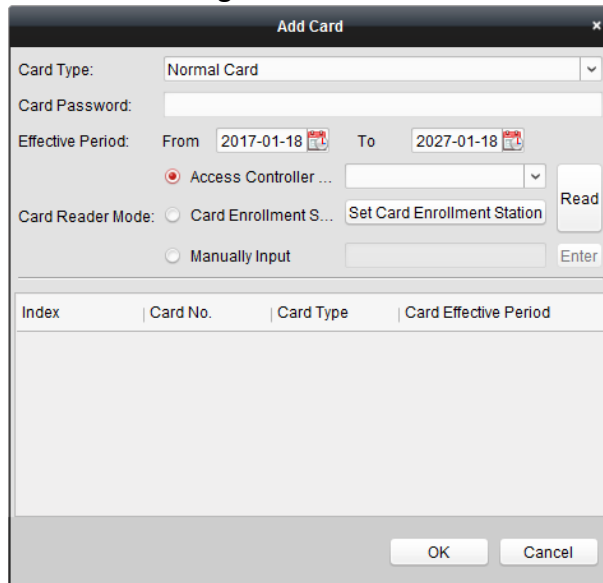 Add Card ×
Card Type: Normal Card
Card Password:
Effective Period: From 2017-01-18 To 2027-01-18
Access Controller ...
Read
Card Reader Mode: Card Enrollment S... Set Card Enrollment Station
Manually Input Enter
Index Card No. Card Type Card Effective Period
OK Cancel